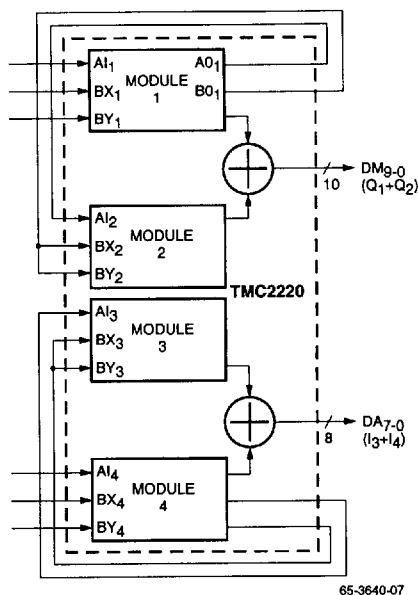 AI1
BX1
BY1
MODULE
1
A01
B01
DM9-0
10
(Q1+Q2)
AI2
BX2
BY2
MODULE
2
TMC2220
AI3
BX3
BY3
MODULE
3
DA7-0
8
(I3+I4)
AI4
BX4
BY4
MODULE
4
65-3640-07